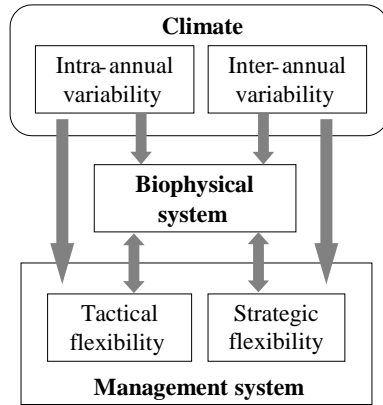 Climate
Intra-annual
variability
Inter-annual
variability
Biophysical
system
Tactical
flexibility
Strategic
flexibility
Management system